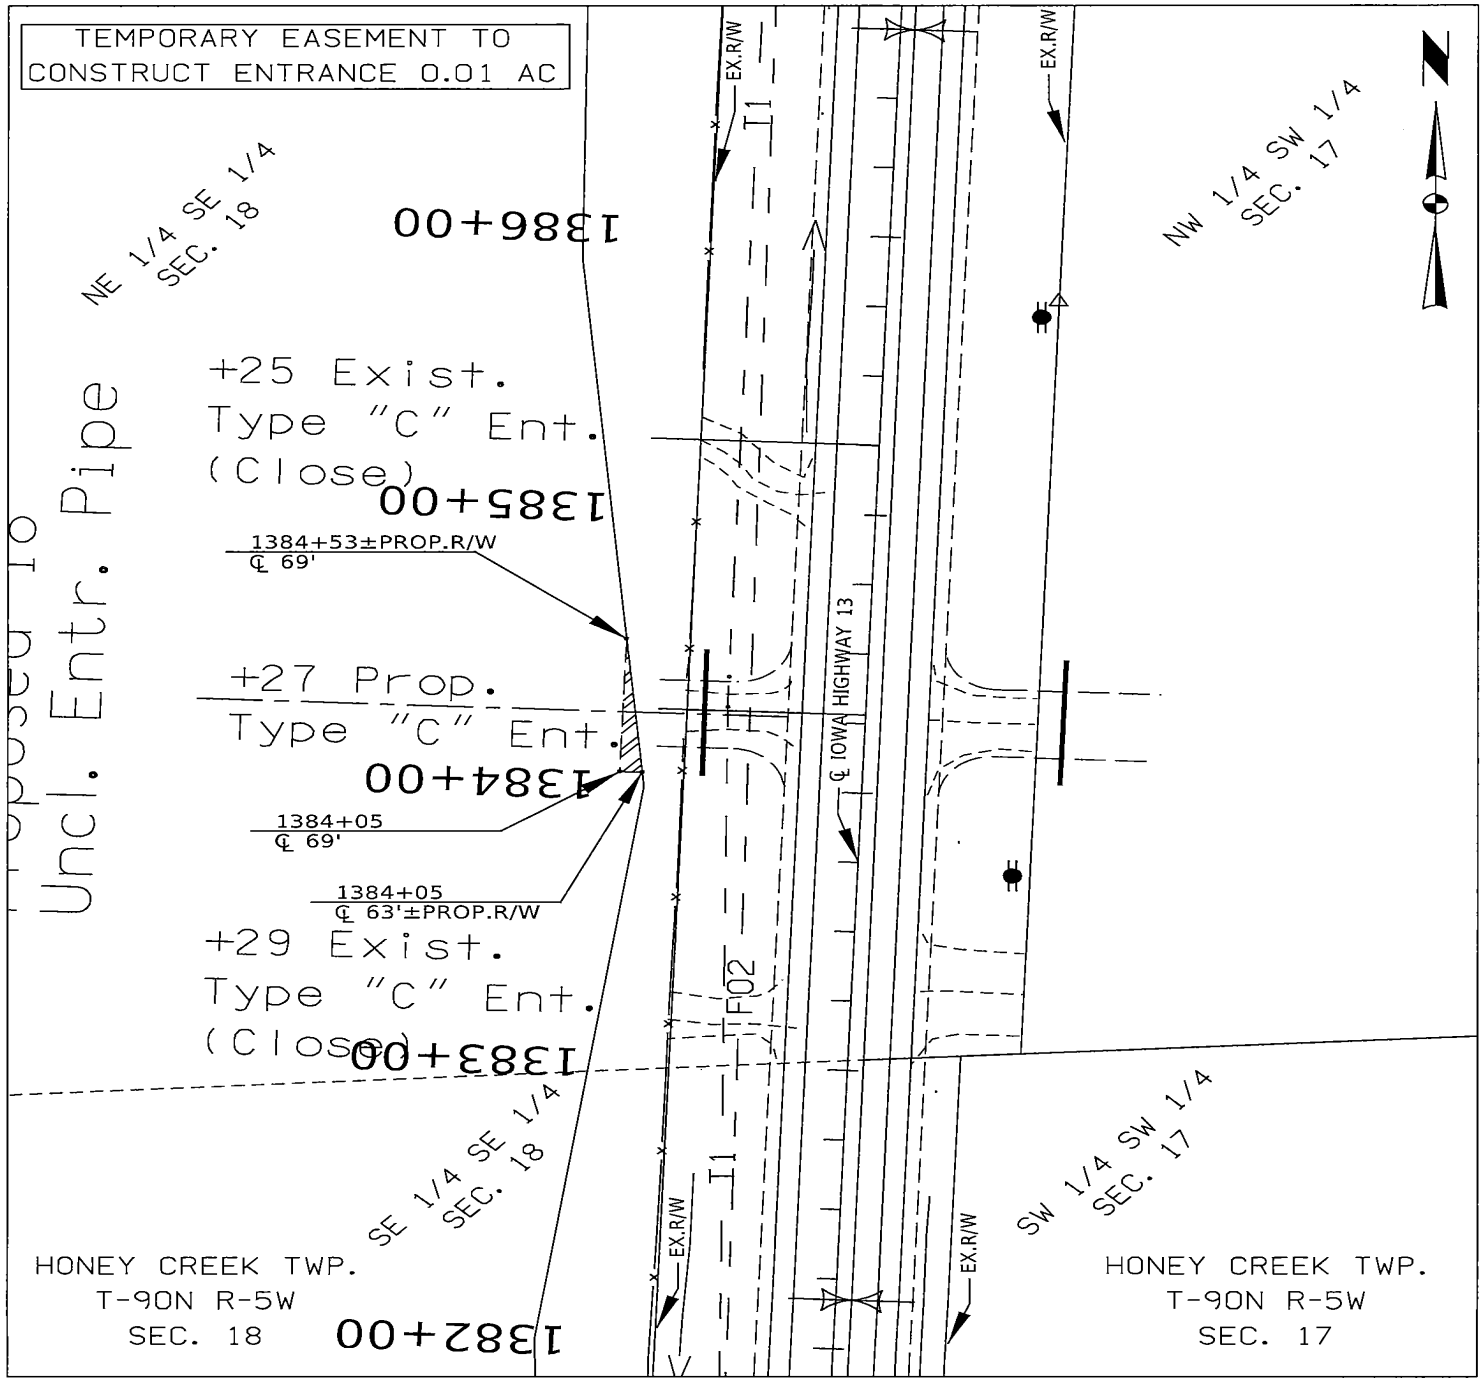 TEMPORARY EASEMENT TO
CONSTRUCT ENTRANCE 0.01 AC
EX.R/W
EX.R/W
N
T1
NE 1/4 SE 1/4
SEC. 18
NW 1/4 SW 1/4
SEC. 17
1386+00
+25 Exist.
Type "C" Ent.
(Close)
1385+00
Uncl. Entr. Pipe
1384+53±PROP.R/W
℄ 69'
+27 Prop.
Type "C" Ent.
℄ IOWA HIGHWAY 13
1384+00
1384+05
℄ 69'
1384+05
℄ 63'±PROP.R/W
+29 Exist.
Type "C" Ent.
(Close)
F02
1383+00
SE 1/4 SE 1/4
SEC. 18
T1
SW 1/4 SW 1/4
SEC. 17
EX.R/W
EX.R/W
HONEY CREEK TWP.
T-90N R-5W
SEC. 18
1382+00
HONEY CREEK TWP.
T-90N R-5W
SEC. 17